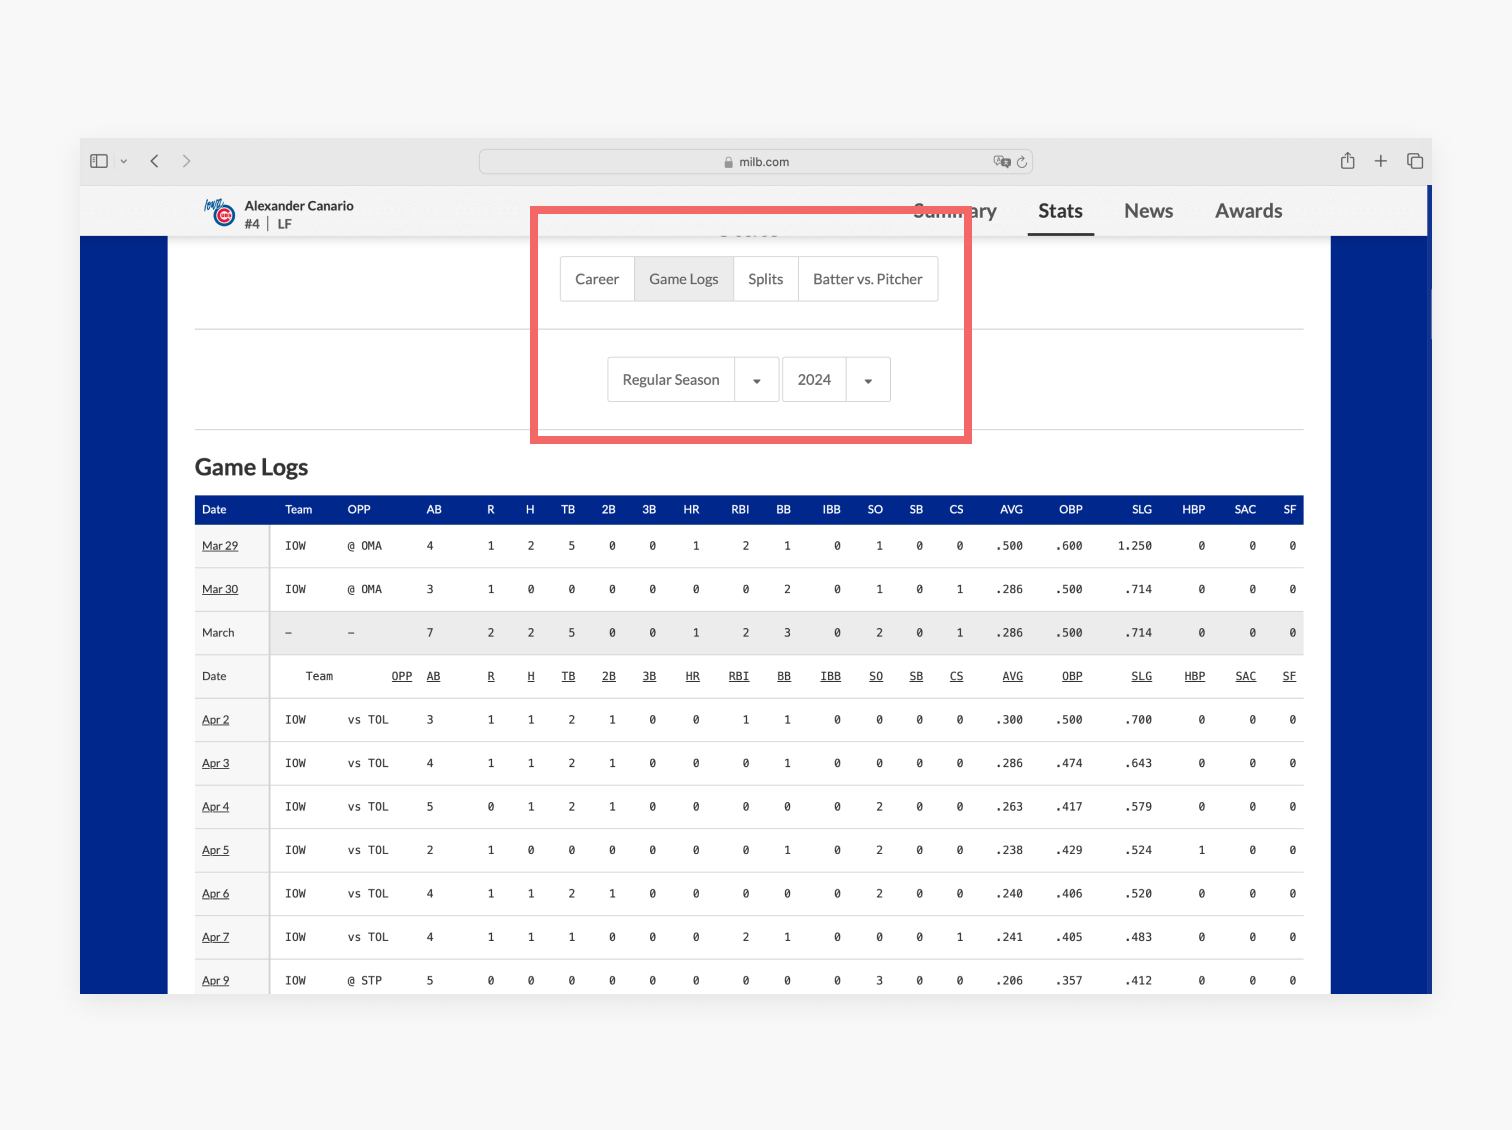 milb.com
Alexander Canario
#4 | LF
Summary Stats News Awards
Career Game Logs Splits Batter vs. Pitcher
Regular Season 2024
Game Logs
Date Team OPP AB R H TB 2B 3B HR RBI BB IBB SO SB CS AVG OBP SLG HBP SAC SF
Mar 29 IOW @ OMA 4 1 2 5 0 0 1 2 1 0 1 0 0 .500 .600 1.250 0 0 0
Mar 30 IOW @ OMA 3 1 0 0 0 0 0 0 2 0 1 0 1 .286 .500 .714 0 0 0
March – – 7 2 2 5 0 0 1 2 3 0 2 0 1 .286 .500 .714 0 0 0
Date Team OPP AB R H TB 2B 3B HR RBI BB IBB SO SB CS AVG OBP SLG HBP SAC SF
Apr 2 IOW vs TOL 3 1 1 2 1 0 0 1 1 0 0 0 0 .300 .500 .700 0 0 0
Apr 3 IOW vs TOL 4 1 1 2 1 0 0 0 1 0 0 0 0 .286 .474 .643 0 0 0
Apr 4 IOW vs TOL 5 0 1 2 1 0 0 0 0 0 2 0 0 .263 .417 .579 0 0 0
Apr 5 IOW vs TOL 2 1 0 0 0 0 0 0 1 0 2 0 0 .238 .429 .524 1 0 0
Apr 6 IOW vs TOL 4 1 1 2 1 0 0 0 0 0 2 0 0 .240 .406 .520 0 0 0
Apr 7 IOW vs TOL 4 1 1 1 0 0 0 2 1 0 0 0 1 .241 .405 .483 0 0 0
Apr 9 IOW @ STP 5 0 0 0 0 0 0 0 0 0 3 0 0 .206 .357 .412 0 0 0